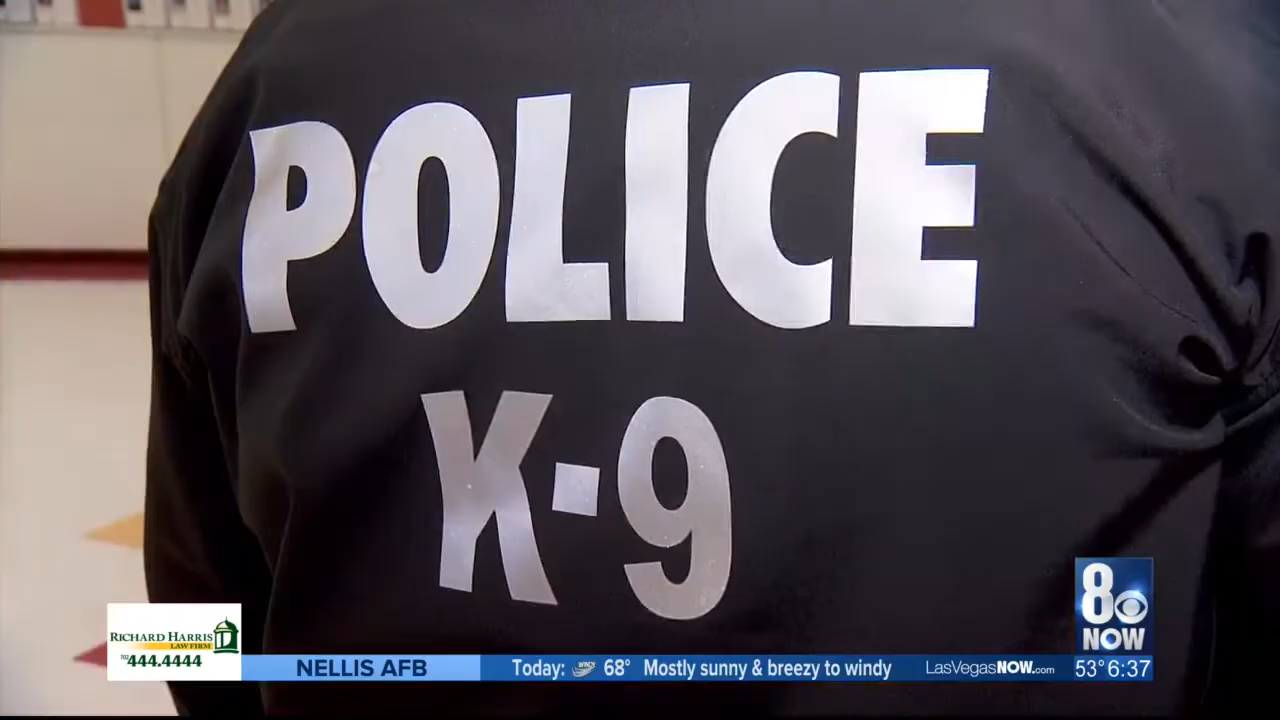 POLICE
K-9
8
NOW
RICHARD HARRIS
LAW FIRM
702 444.4444
NELLIS AFB
Today: WINDY 68° Mostly sunny & breezy to windy
LasVegasNOW.com
53° 6:37